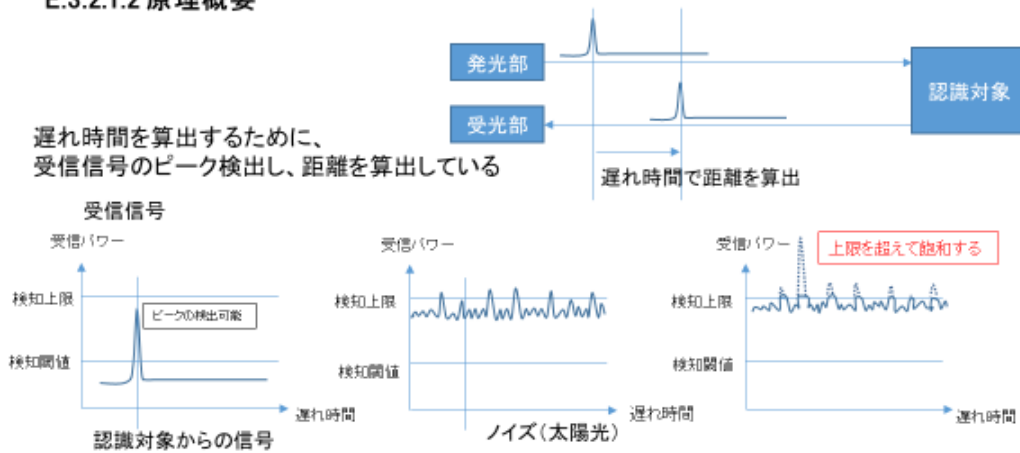 E.3.2.1.2 原理概要
発光部
受光部
認識対象
遅れ時間を算出するために、
受信信号のピーク検出し、距離を算出している
遅れ時間で距離を算出
受信信号
受信パワー
検知上限
ピークの検出可能
検知閾値
遅れ時間
認識対象からの信号
受信パワー
検知上限
検知閾値
遅れ時間
ノイズ(太陽光)
受信パワー
上限を超えて飽和する
検知上限
検知閾値
遅れ時間